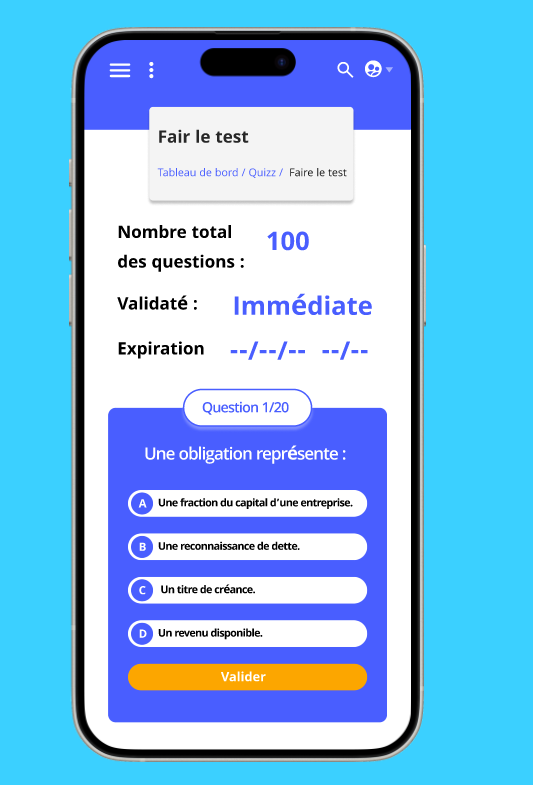 Fair le test
Tableau de bord / Quizz / Faire le test
Nombre total
des questions :
100
Validaté :
Immédiate
Expiration
--/--/-- --/--
Question 1/20
Une obligation représente :
A Une fraction du capital d’une entreprise.
B Une reconnaissance de dette.
C Un titre de créance.
D Un revenu disponible.
Valider